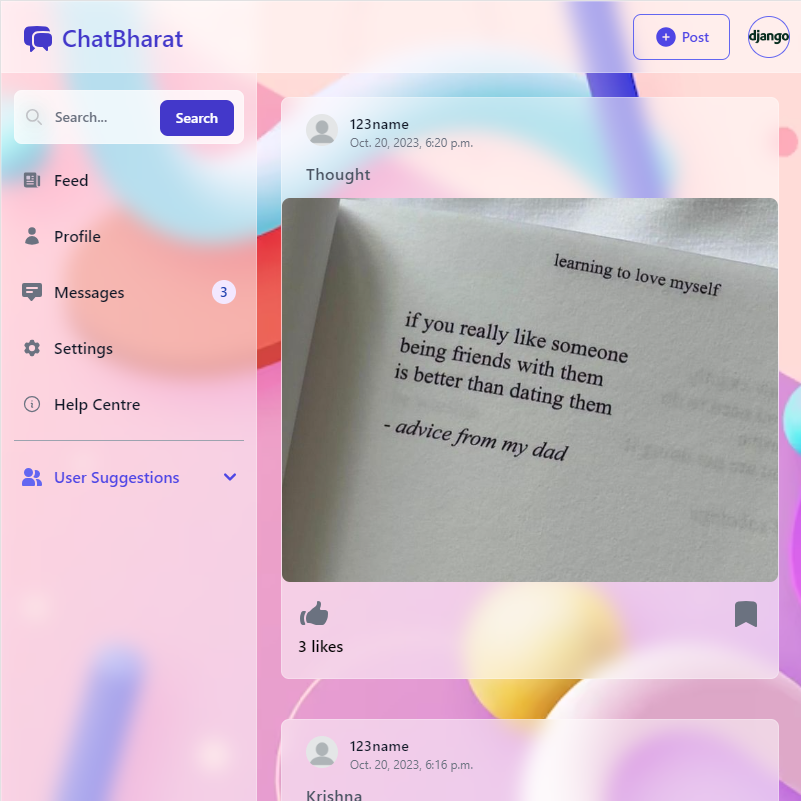 ChatBharat
Post
django
Search...
Search
Feed
Profile
Messages
3
Settings
Help Centre
User Suggestions
123name
Oct. 20, 2023, 6:20 p.m.
Thought
learning to love myself
if you really like someone
being friends with them
is better than dating them
- advice from my dad
3 likes
123name
Oct. 20, 2023, 6:16 p.m.
Krishna